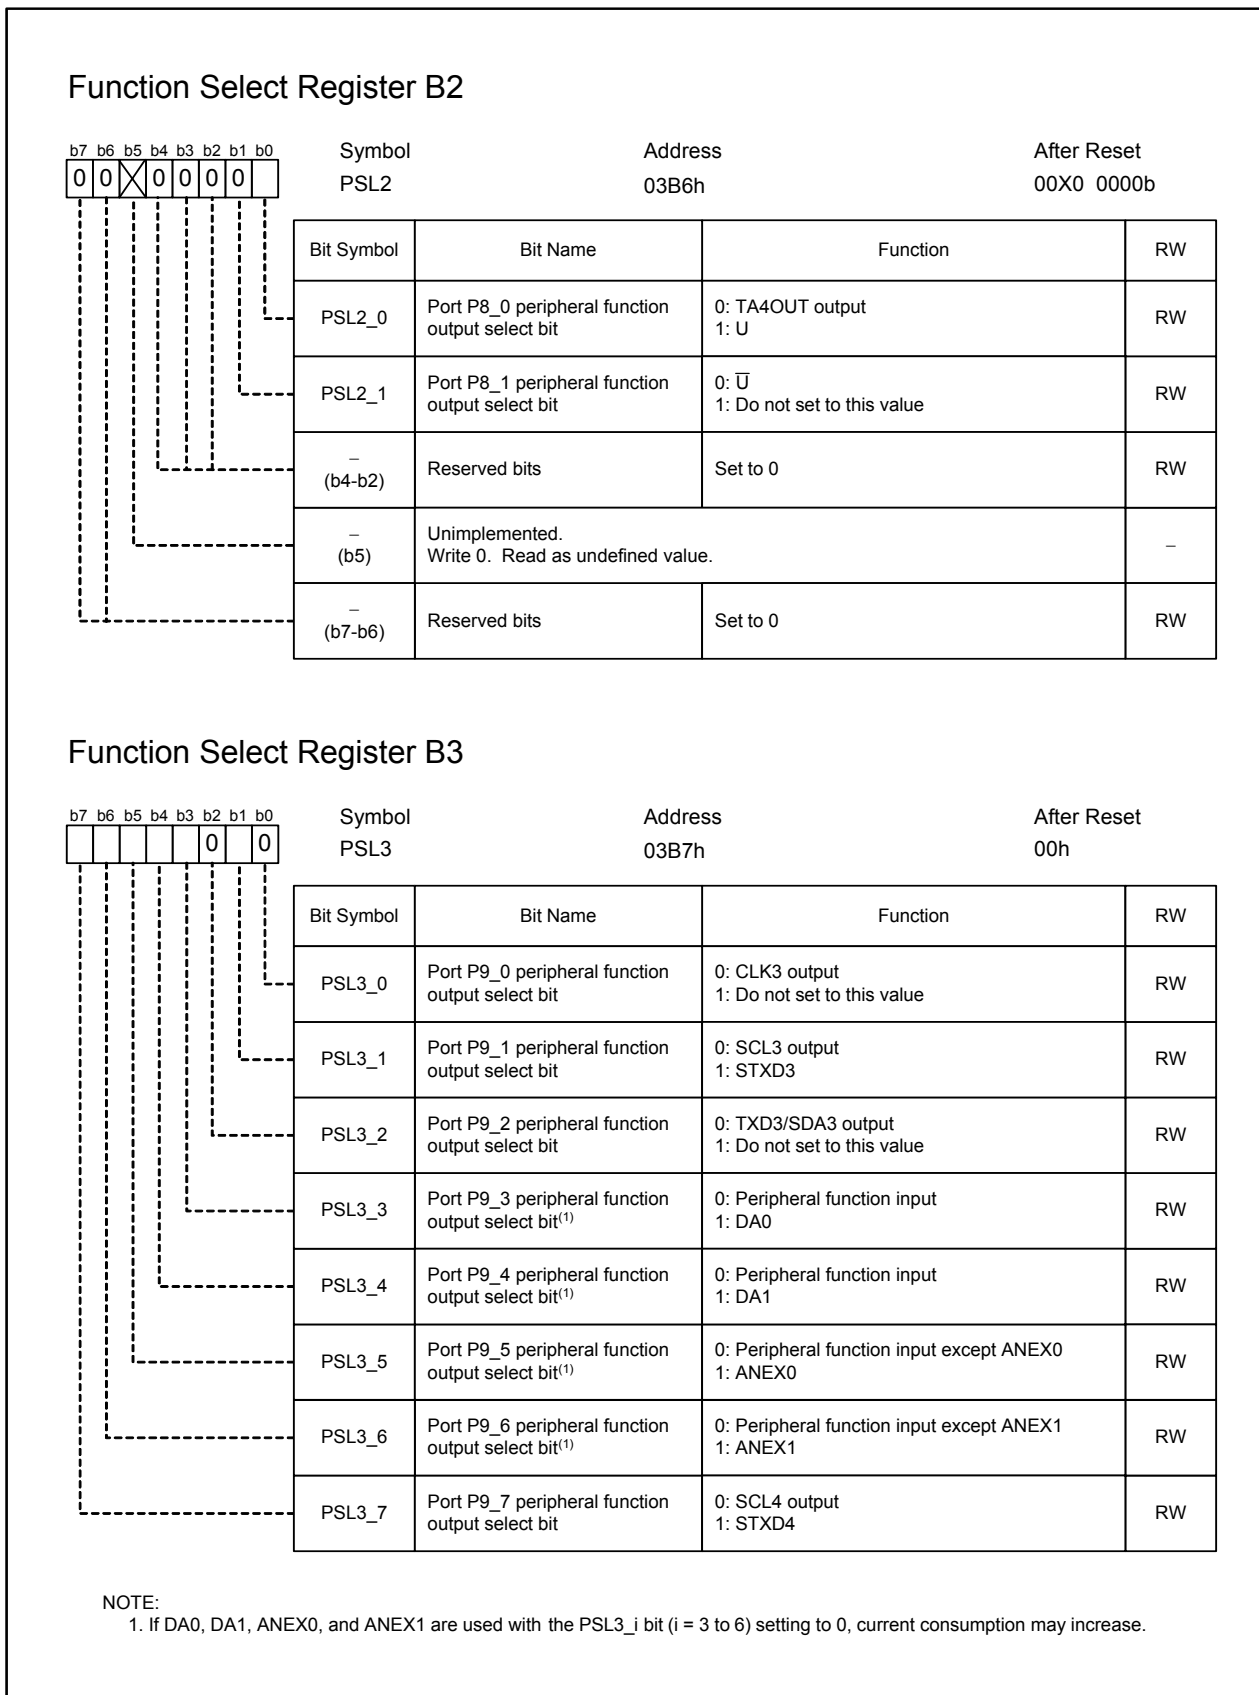 Function Select Register B2
b7 b6 b5 b4 b3 b2 b1 b0
0 0 0 0 0 0
Symbol Address After Reset
PSL2 03B6h 00X0 0000b
Bit Symbol Bit Name Function RW
PSL2_0 Port P8_0 peripheral function output select bit 0: TA4OUT output 1: U RW
PSL2_1 Port P8_1 peripheral function output select bit 0: U̅ 1: Do not set to this value RW
– (b4-b2) Reserved bits Set to 0 RW
– (b5) Unimplemented. Write 0. Read as undefined value. –
– (b7-b6) Reserved bits Set to 0 RW
Function Select Register B3
b7 b6 b5 b4 b3 b2 b1 b0
0 0
Symbol Address After Reset
PSL3 03B7h 00h
Bit Symbol Bit Name Function RW
PSL3_0 Port P9_0 peripheral function output select bit 0: CLK3 output 1: Do not set to this value RW
PSL3_1 Port P9_1 peripheral function output select bit 0: SCL3 output 1: STXD3 RW
PSL3_2 Port P9_2 peripheral function output select bit 0: TXD3/SDA3 output 1: Do not set to this value RW
PSL3_3 Port P9_3 peripheral function output select bit(1) 0: Peripheral function input 1: DA0 RW
PSL3_4 Port P9_4 peripheral function output select bit(1) 0: Peripheral function input 1: DA1 RW
PSL3_5 Port P9_5 peripheral function output select bit(1) 0: Peripheral function input except ANEX0 1: ANEX0 RW
PSL3_6 Port P9_6 peripheral function output select bit(1) 0: Peripheral function input except ANEX1 1: ANEX1 RW
PSL3_7 Port P9_7 peripheral function output select bit 0: SCL4 output 1: STXD4 RW
NOTE:
1. If DA0, DA1, ANEX0, and ANEX1 are used with the PSL3_i bit (i = 3 to 6) setting to 0, current consumption may increase.